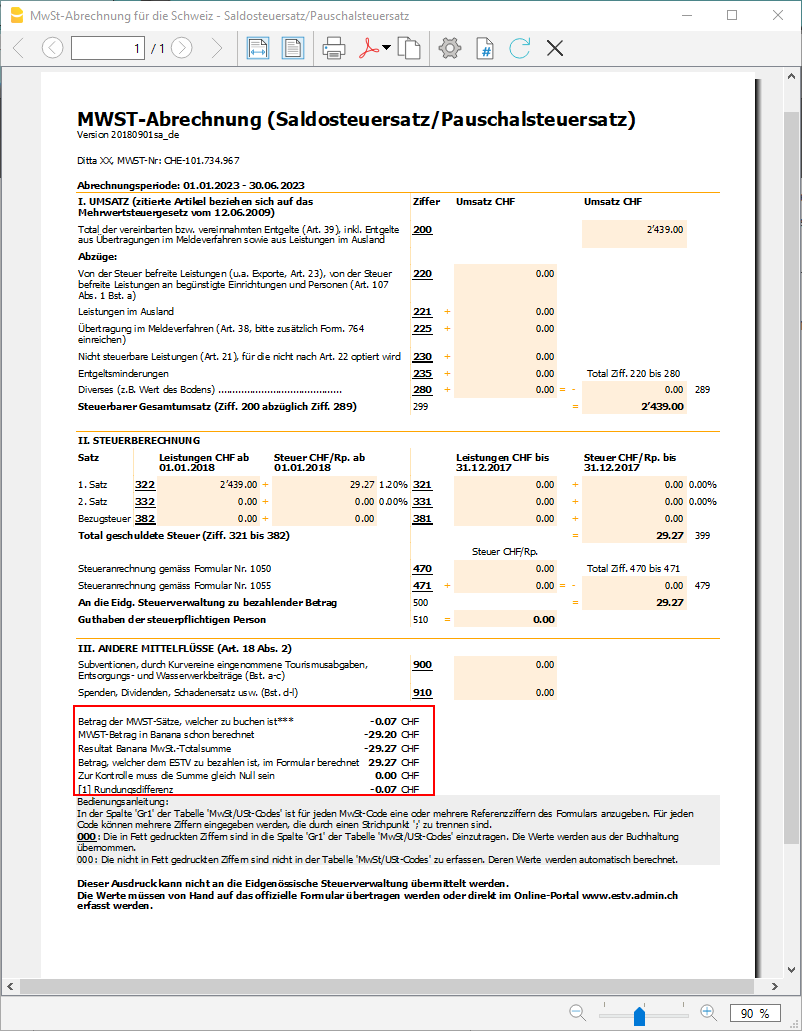 MwSt-Abrechnung für die Schweiz - Saldosteuersatz/Pauschalsteuersatz
1 / 1
MWST-Abrechnung (Saldosteuersatz/Pauschalsteuersatz)
Version 20180901sa_de
Ditta XX, MWST-Nr: CHE-101.734.967
Abrechnungsperiode: 01.01.2023 - 30.06.2023
I. UMSATZ (zitierte Artikel beziehen sich auf das Ziffer Umsatz CHF Umsatz CHF
Mehrwertsteuergesetz vom 12.06.2009)
Total der vereinbarten bzw. vereinnahmten Entgelte (Art. 39), inkl. Entgelte 200 2’439.00
aus Übertragungen im Meldeverfahren sowie aus Leistungen im Ausland
Abzüge:
Von der Steuer befreite Leistungen (u.a. Exporte, Art. 23), von der Steuer 220 0.00
befreite Leistungen an begünstigte Einrichtungen und Personen (Art. 107
Abs. 1 Bst. a)
Leistungen im Ausland 221 + 0.00
Übertragung im Meldeverfahren (Art. 38, bitte zusätzlich Form. 764 225 + 0.00
einreichen)
Nicht steuerbare Leistungen (Art. 21), für die nicht nach Art. 22 optiert wird 230 + 0.00
Entgeltsminderungen 235 + 0.00 Total Ziff. 220 bis 280
Diverses (z.B. Wert des Bodens) .......................................... 280 + 0.00 = - 0.00 289
Steuerbarer Gesamtumsatz (Ziff. 200 abzüglich Ziff. 289) 299 = 2’439.00
II. STEUERBERECHNUNG
Satz Leistungen CHF ab Steuer CHF/Rp. ab Leistungen CHF bis Steuer CHF/Rp. bis
01.01.2018 01.01.2018 31.12.2017 31.12.2017
1. Satz 322 2’439.00 + 29.27 1.20% 321 0.00 + 0.00 0.00%
2. Satz 332 0.00 + 0.00 0.00% 331 0.00 + 0.00 0.00%
Bezugsteuer 382 0.00 + 0.00 381 0.00 + 0.00
Total geschuldete Steuer (Ziff. 321 bis 382) = 29.27 399
Steuer CHF/Rp.
Steueranrechnung gemäss Formular Nr. 1050 470 0.00 Total Ziff. 470 bis 471
Steueranrechnung gemäss Formular Nr. 1055 471 + 0.00 = - 0.00 479
An die Eidg. Steuerverwaltung zu bezahlender Betrag 500 = 29.27
Guthaben der steuerpflichtigen Person 510 = 0.00
III. ANDERE MITTELFLÜSSE (Art. 18 Abs. 2)
Subventionen, durch Kurvereine eingenommene Tourismusabgaben, 900 0.00
Entsorgungs- und Wasserwerkbeiträge (Bst. a-c)
Spenden, Dividenden, Schadenersatz usw. (Bst. d-l) 910 0.00
Betrag der MWST-Sätze, welcher zu buchen ist*** -0.07 CHF
MWST-Betrag in Banana schon berechnet -29.20 CHF
Resultat Banana MwSt.-Totalsumme -29.27 CHF
Betrag, welcher dem ESTV zu bezahlen ist, im Formular berechnet 29.27 CHF
Zur Kontrolle muss die Summe gleich Null sein 0.00 CHF
[1] Rundungsdifferenz -0.07 CHF
Bedienungsanleitung:
In der Spalte 'Gr1' der Tabelle 'MwSt/USt-Codes' ist für jeden MwSt-Code eine oder mehrere Referenzziffern des Formulars anzugeben. Für jeden
Code können mehrere Ziffern eingegeben werden, die durch einen Strichpunkt ';' zu trennen sind.
000 : Die in Fett gedruckten Ziffern sind in die Spalte 'Gr1' der Tabelle 'MwSt/USt-Codes' einzutragen. Die Werte werden aus der Buchhaltung
übernommen.
000: Die nicht in Fett gedruckten Ziffern sind nicht in der Tabelle 'MwSt/USt-Codes' zu erfassen. Deren Werte werden automatisch berechnet.
Dieser Ausdruck kann nicht an die Eidgenössische Steuerverwaltung übermittelt werden.
Die Werte müssen von Hand auf das offizielle Formular übertragen werden oder direkt im Online-Portal www.estv.admin.ch
erfasst werden.
90 %